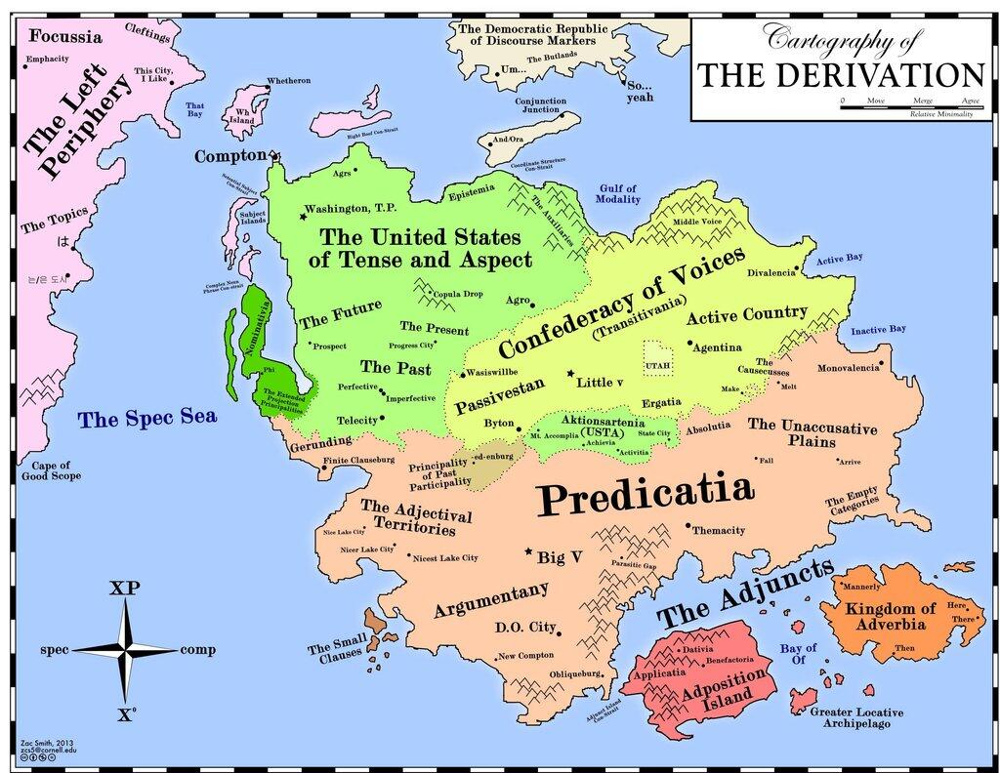 Cartography of
THE DERIVATION
0 Move Merge Agree
Relative Minimality
Focussia
Cleftings
Emphacity
This City,
I Like
The Left
Periphery
That
Bay
The Topics
は
는/은 도시
Cape of
Good Scope
The Spec Sea
Whetheron
Wh
Island
Right Roof Con-Strait
Compton
Sentential Subject
Con-Strait
Subject
Islands
Complex Noun
Phrase Con-strait
The Democratic Republic
of Discourse Markers
The Butlands
Um...
So...
yeah
Conjunction
Junction
And/Ora
Coordinate Structure
Con-Strait
Gulf of
Modality
Agrs
Epistemia
The Auxiliaries
Washington, T.P.
The United States
of Tense and Aspect
Copula Drop
Agro
The Future
The Present
Prospect
Progress City
The Past
Perfective
Imperfective
Telecity
Nominativia
Phi
The Extended
Projection
Principalities
Middle Voice
Divalencia
Active Bay
Confederacy of Voices
(Transitivania)
Active Country
Inactive Bay
Agentina
UTAH
Wasiswillbe
Little v
Passivestan
The
Causecusses
Make
Melt
Monovalencia
Ergatia
Byton
Aktionsartenia
(USTA)
Mt. Accomplia
State City
Achievia
Activitia
Absolutia
The Unaccusative
Plains
Gerunding
Finite Clauseburg
Principality
of Past
Participality
-ed-enburg
Fall
Arrive
Predicatia
The Empty
Categories
The Adjectival
Territories
Nice Lake City
Nicer Lake City
Nicest Lake City
Themacity
Big V
Parasitic Gap
Argumentany
D.O. City
New Compton
Obliqueburg
The Small
Clauses
Adjunct Island
Con-Strait
The Adjuncts
Mannerly
Kingdom of
Adverbia
Here
There
Then
Bay of
Of
Dativia
Benefactoria
Applicatia
Adposition
Island
Greater Locative
Archipelago
XP
spec
comp
X°
Zac Smith, 2013
zcs5@cornell.edu